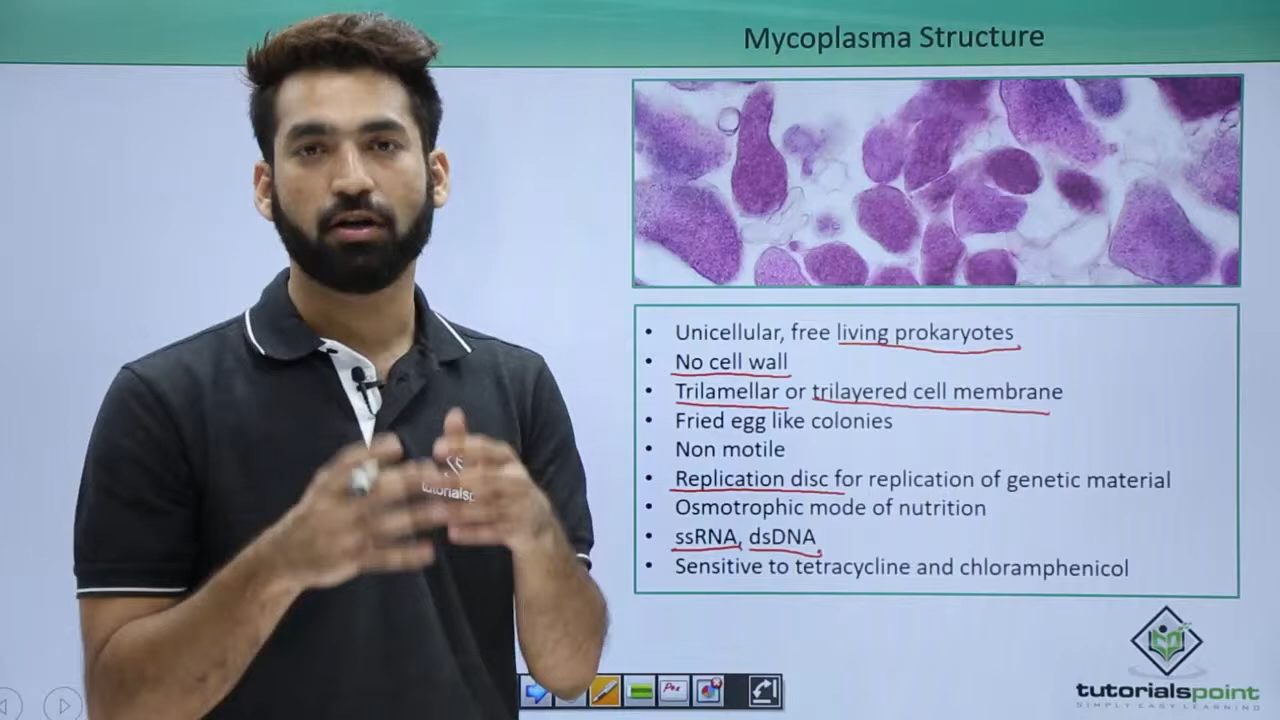 Mycoplasma Structure
• Unicellular, free living prokaryotes
• No cell wall
• Trilamellar or trilayered cell membrane
• Fried egg like colonies
• Non motile
• Replication disc for replication of genetic material
• Osmotrophic mode of nutrition
• ssRNA, dsDNA
• Sensitive to tetracycline and chloramphenicol
tutorialsp
tutorialspoint
SIMPLY EASY LEARNING